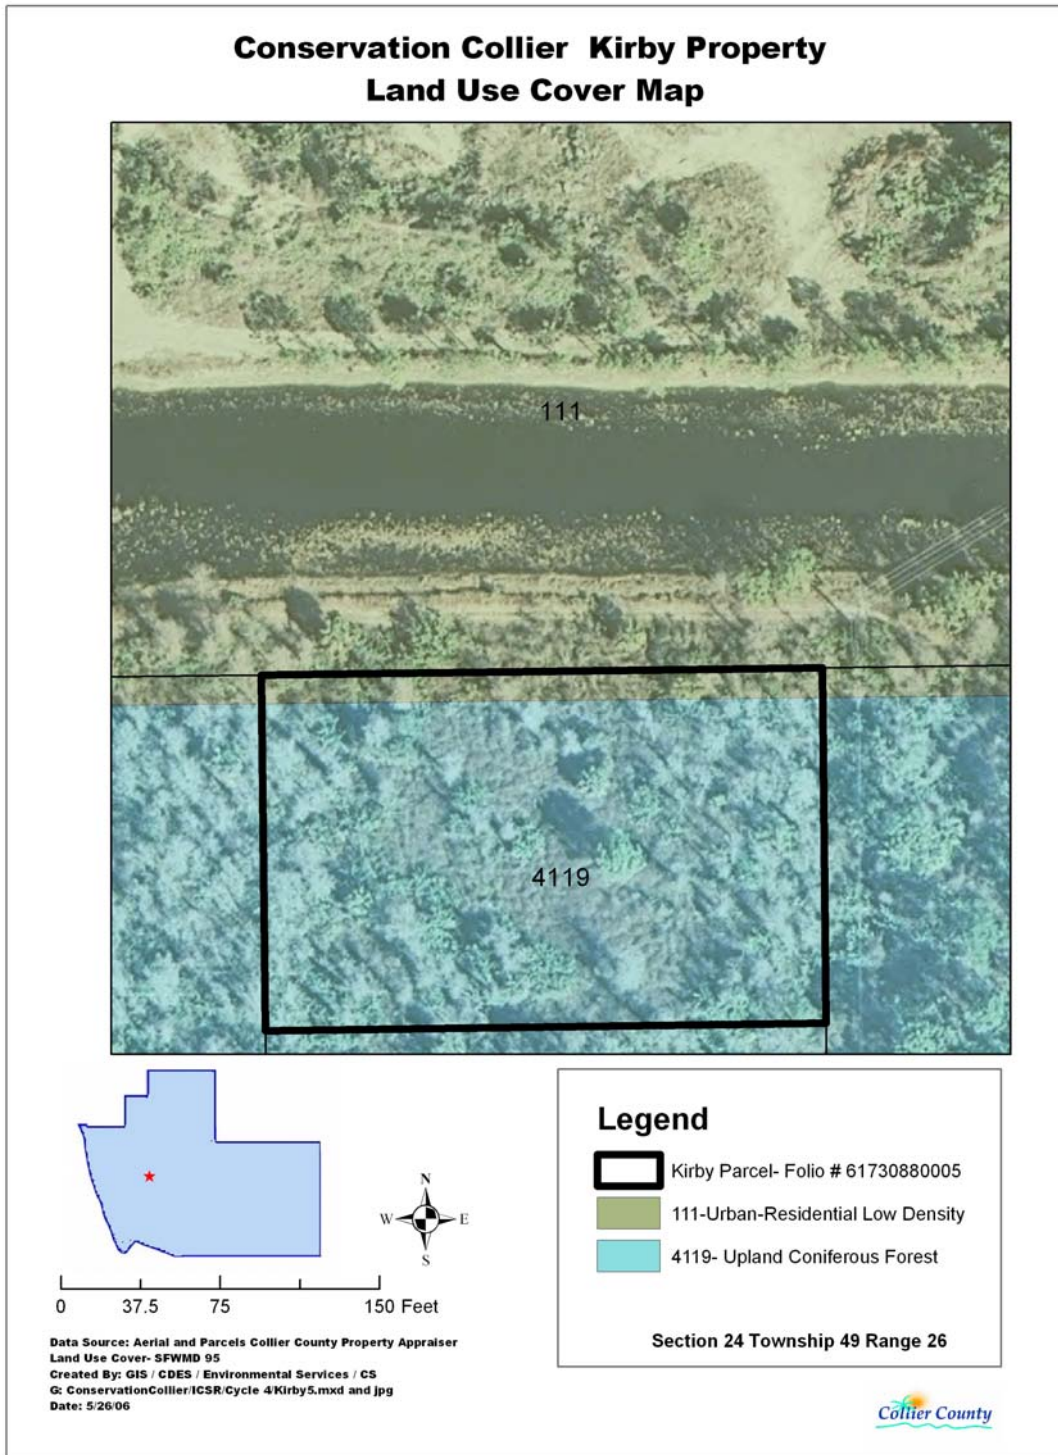 Conservation Collier Kirby Property
Land Use Cover Map
111
4119
Legend
Kirby Parcel- Folio # 61730880005
111-Urban-Residential Low Density
4119- Upland Coniferous Forest
Section 24 Township 49 Range 26
N
W E
S
0 37.5 75 150 Feet
Data Source: Aerial and Parcels Collier County Property Appraiser
Land Use Cover- SFWMD 95
Created By: GIS / CDES / Environmental Services / CS
G: ConservationCollier/ICSR/Cycle 4/Kirby5.mxd and jpg
Date: 5/26/06
Collier County